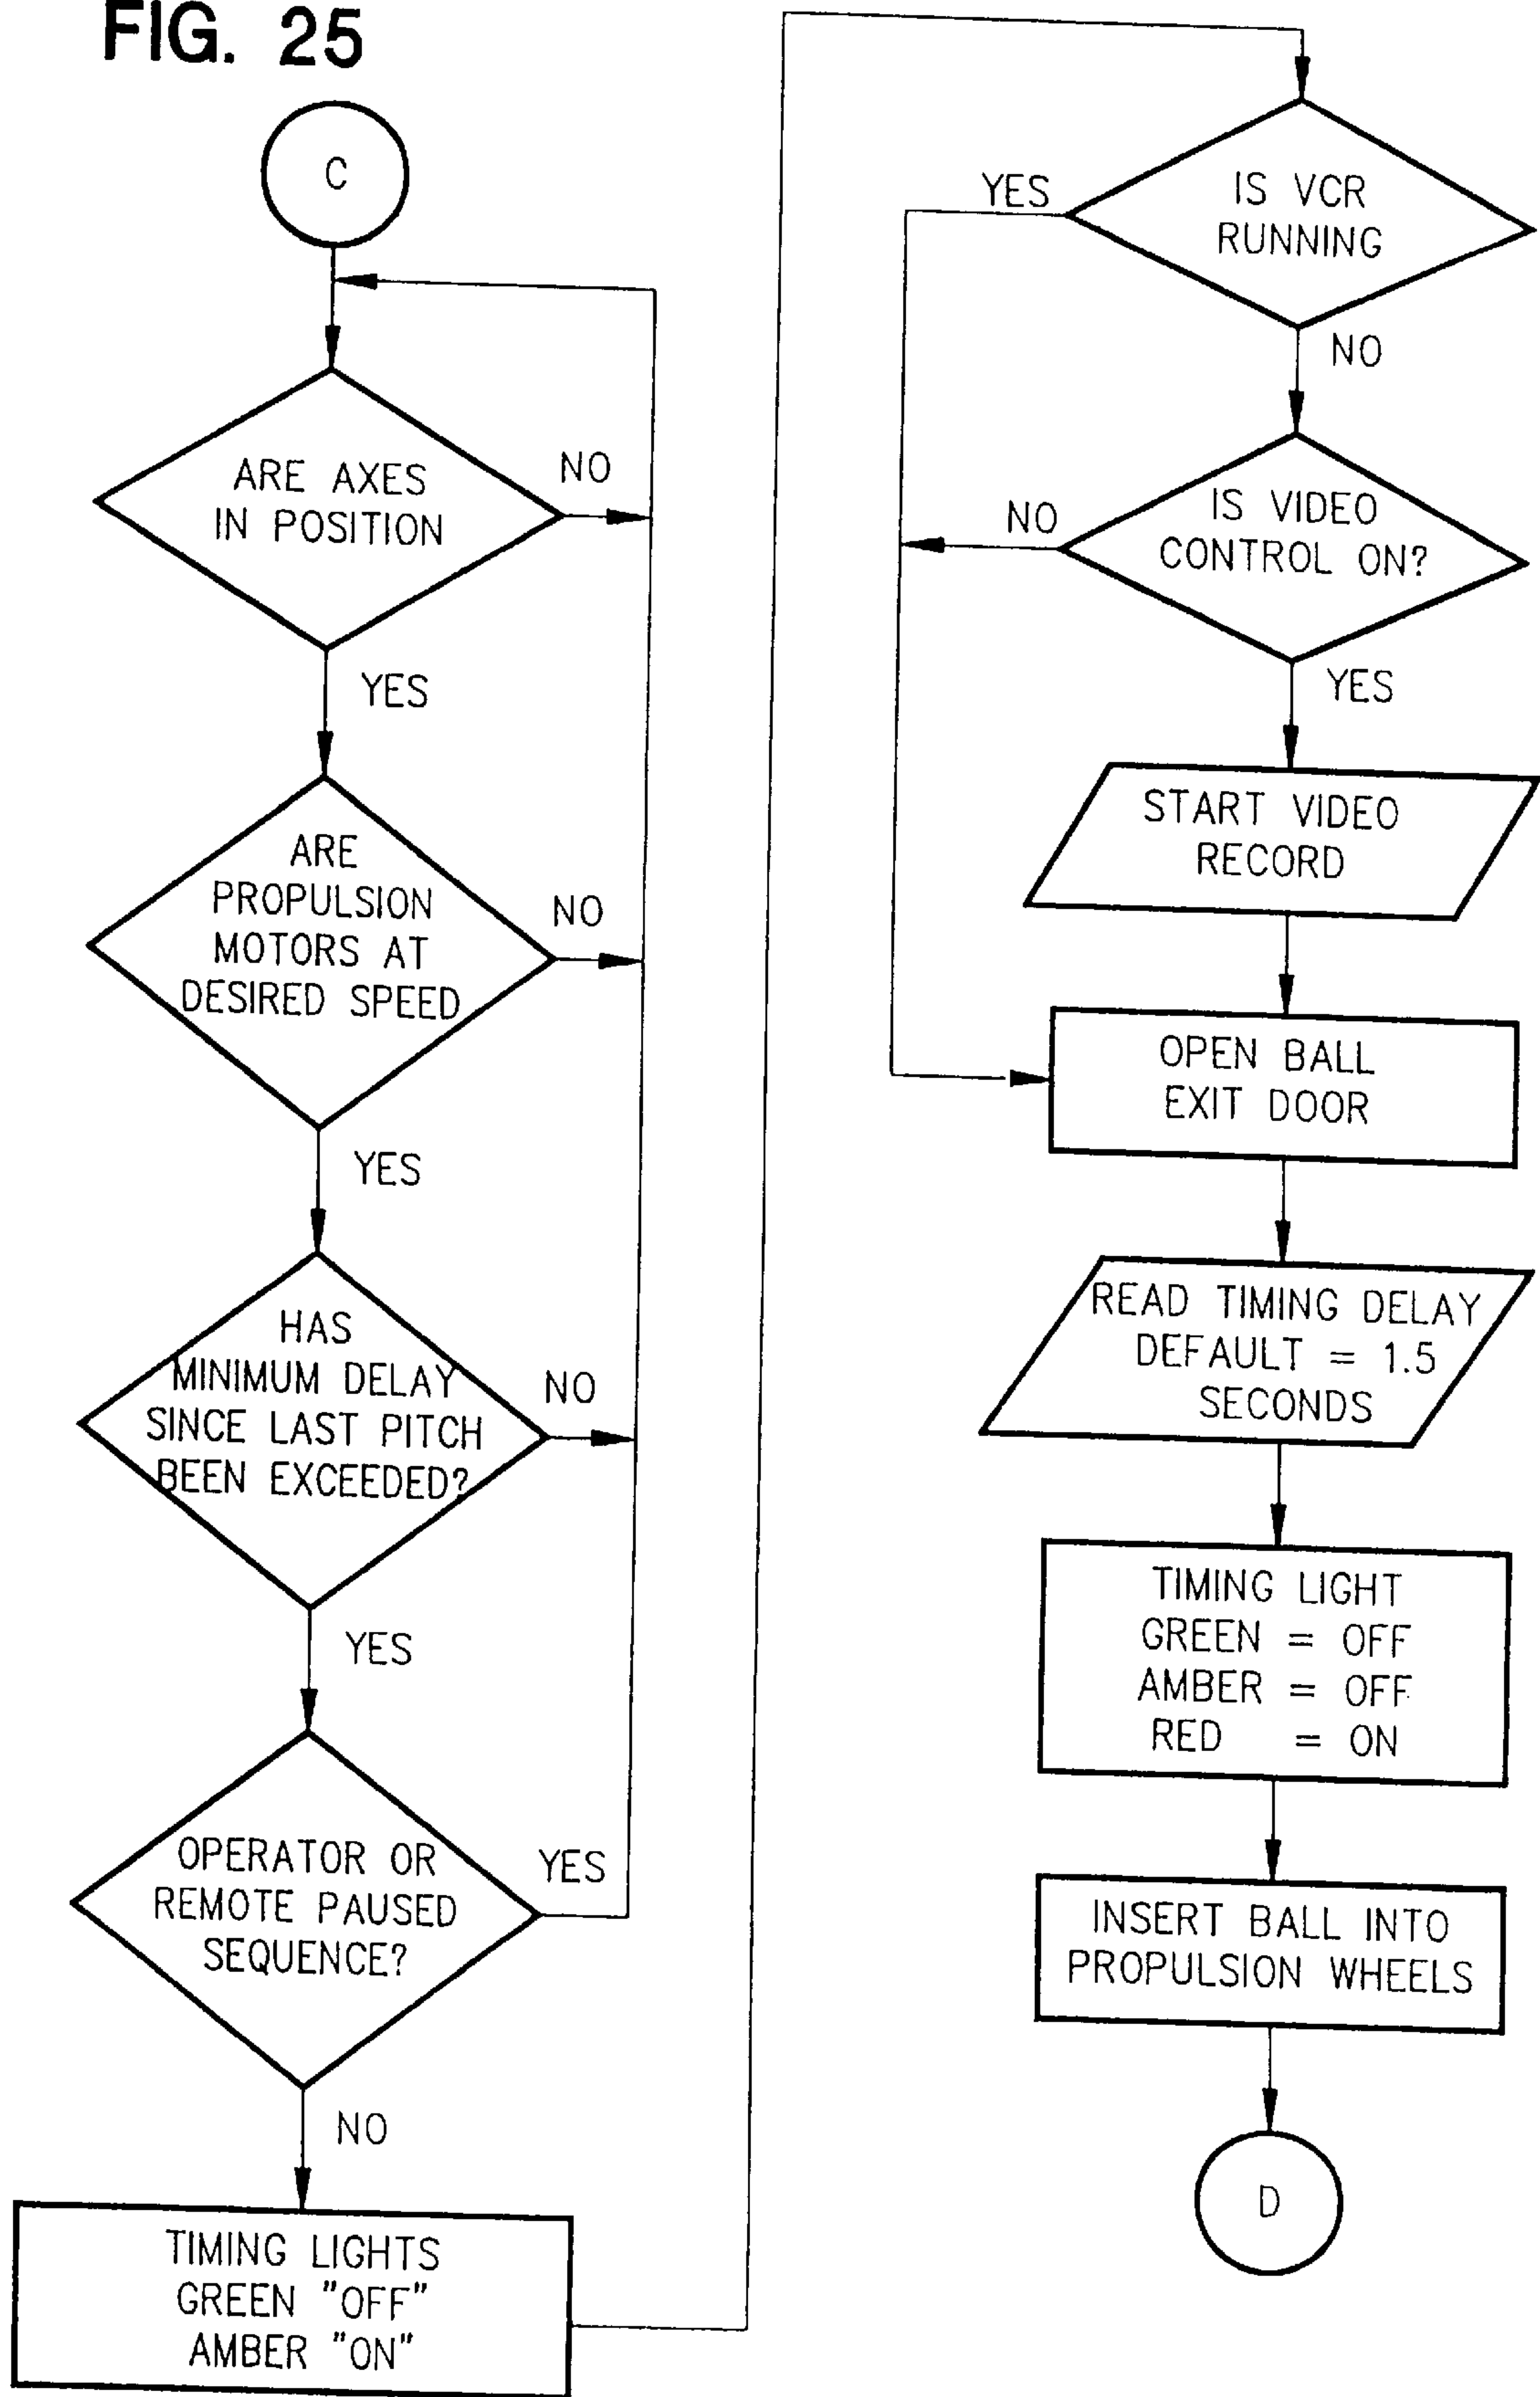 FIG. 25
C
ARE AXES
IN POSITION
NO
YES
ARE
PROPULSION
MOTORS AT
DESIRED SPEED
NO
YES
HAS
MINIMUM DELAY
SINCE LAST PITCH
BEEN EXCEEDED?
NO
YES
OPERATOR OR
REMOTE PAUSED
SEQUENCE?
YES
NO
TIMING LIGHTS
GREEN "OFF"
AMBER "ON"
IS VCR
RUNNING
YES
NO
IS VIDEO
CONTROL ON?
NO
YES
START VIDEO
RECORD
OPEN BALL
EXIT DOOR
READ TIMING DELAY
DEFAULT = 1.5
SECONDS
TIMING LIGHT
GREEN = OFF
AMBER = OFF
RED = ON
INSERT BALL INTO
PROPULSION WHEELS
D